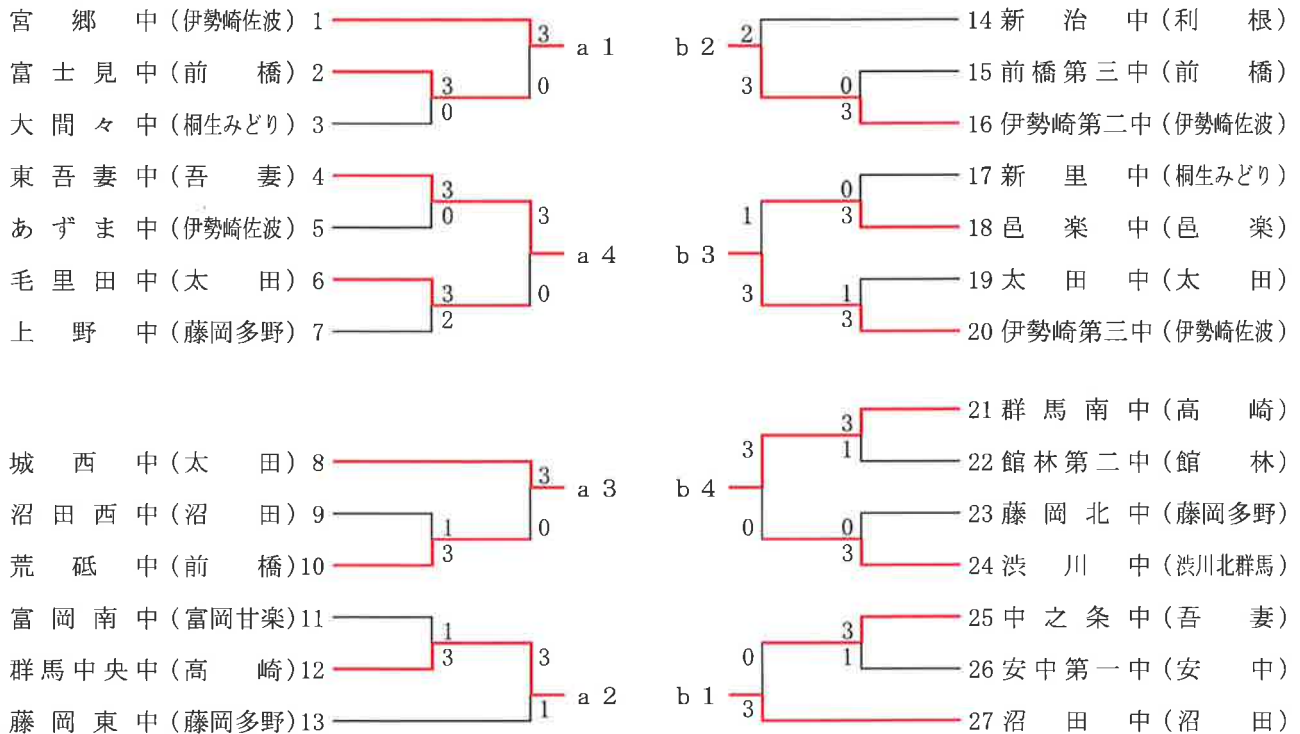 宮郷中(伊勢崎佐波) 1
富士見中(前橋) 2
大間々中(桐生みどり) 3
東吾妻中(吾妻) 4
あずま中(伊勢崎佐波) 5
毛里田中(太田) 6
上野中(藤岡多野) 7
3
0
a 1
3
0
3
0
3
0
a 4
3
2
城西中(太田) 8
沼田西中(沼田) 9
荒砥中(前橋)10
富岡南中(富岡甘楽)11
群馬中央中(高崎)12
藤岡東中(藤岡多野)13
3
0
a 3
1
3
1
3
3
1
a 2
14 新治中(利根)
15 前橋第三中(前橋)
16 伊勢崎第二中(伊勢崎佐波)
17 新里中(桐生みどり)
18 邑楽中(邑楽)
19 太田中(太田)
20 伊勢崎第三中(伊勢崎佐波)
b 2
2
3
0
3
0
3
b 3
1
3
1
3
21 群馬南中(高崎)
22 館林第二中(館林)
23 藤岡北中(藤岡多野)
24 渋川中(渋川北群馬)
25 中之条中(吾妻)
26 安中第一中(安中)
27 沼田中(沼田)
3
1
b 4
3
0
0
3
3
1
b 1
0
3